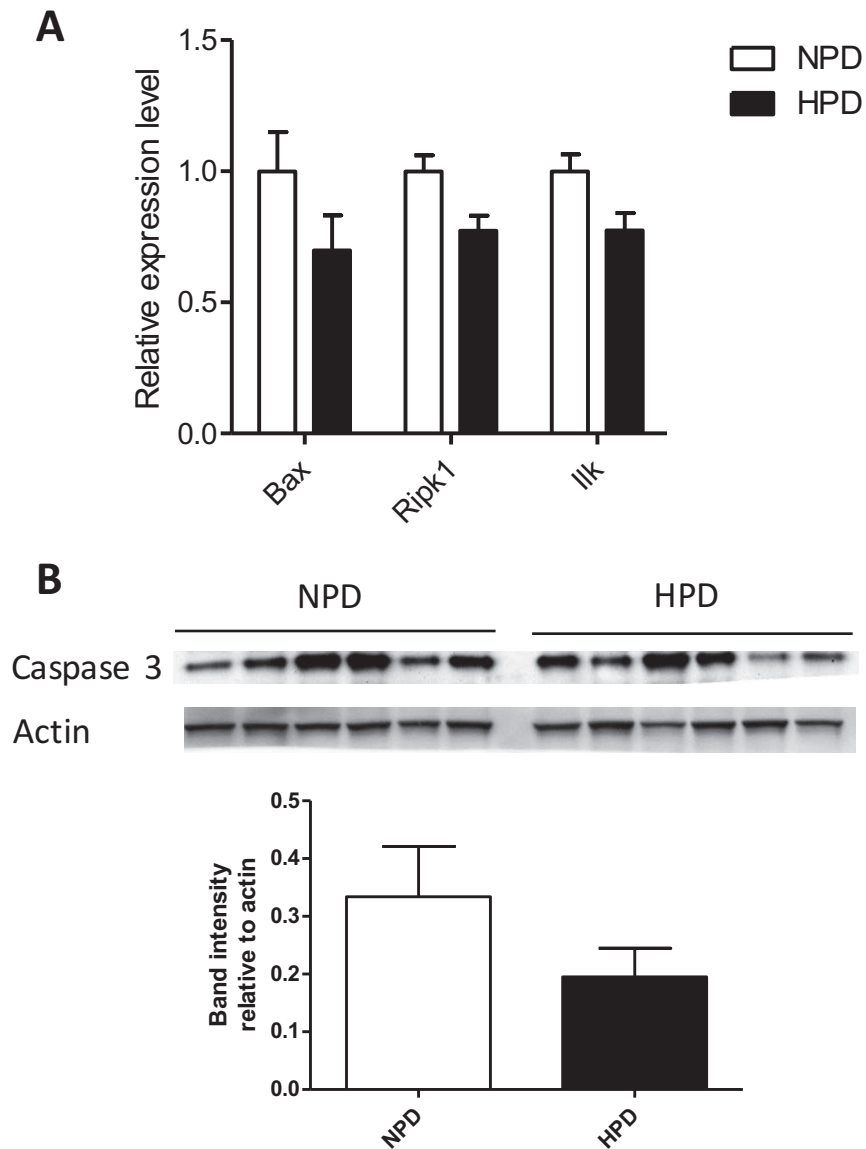 A
1.5
1.0
0.5
0.0
Relative expression level
NPD
HPD
Bax
Ripk1
Ilk
B
NPD
HPD
Caspase 3
Actin
0.5
0.4
0.3
0.2
0.1
0.0
Band intensity
relative to actin
NPD
HPD